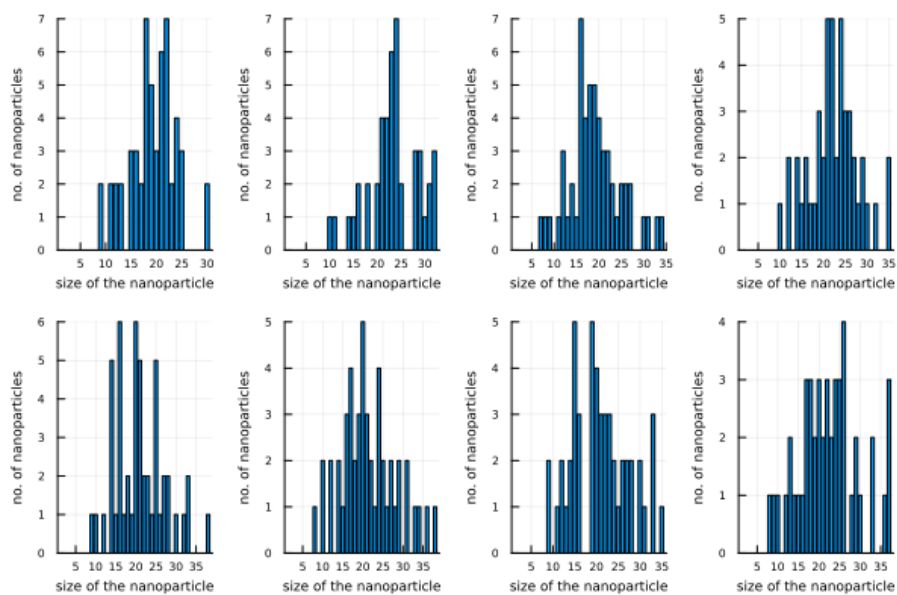 7 7 7 5
6 6 6
5 5 5 4
4 4 4 3
3 3 3
2 2 2 2
1 1 1 1
0 0 0 0
no. of nanoparticles no. of nanoparticles no. of nanoparticles no. of nanoparticles
5 10 15 20 25 30 5 10 15 20 25 30 5 10 15 20 25 30 35 5 10 15 20 25 30 35
size of the nanoparticle size of the nanoparticle size of the nanoparticle size of the nanoparticle
6 5 5 4
5 4 4 3
4 3 3
3 2 2 2
2 1 1 1
1
0 0 0 0
no. of nanoparticles no. of nanoparticles no. of nanoparticles no. of nanoparticles
5 10 15 20 25 30 35 5 10 15 20 25 30 35 5 10 15 20 25 30 35 5 10 15 20 25 30 35
size of the nanoparticle size of the nanoparticle size of the nanoparticle size of the nanoparticle